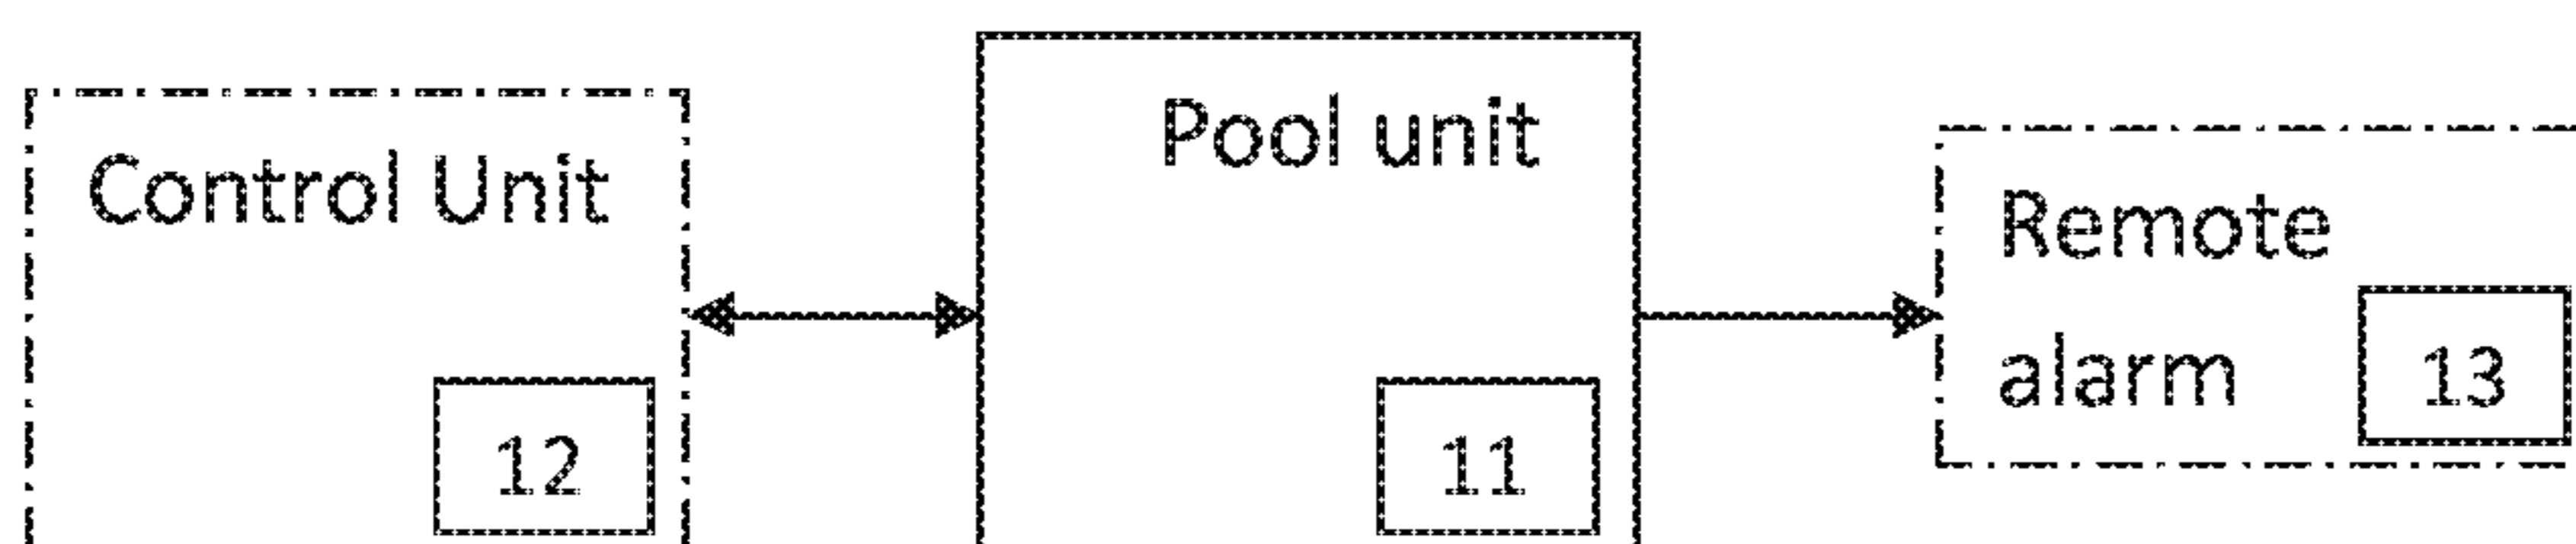 Control Unit
12
Pool unit
11
Remote
alarm
13